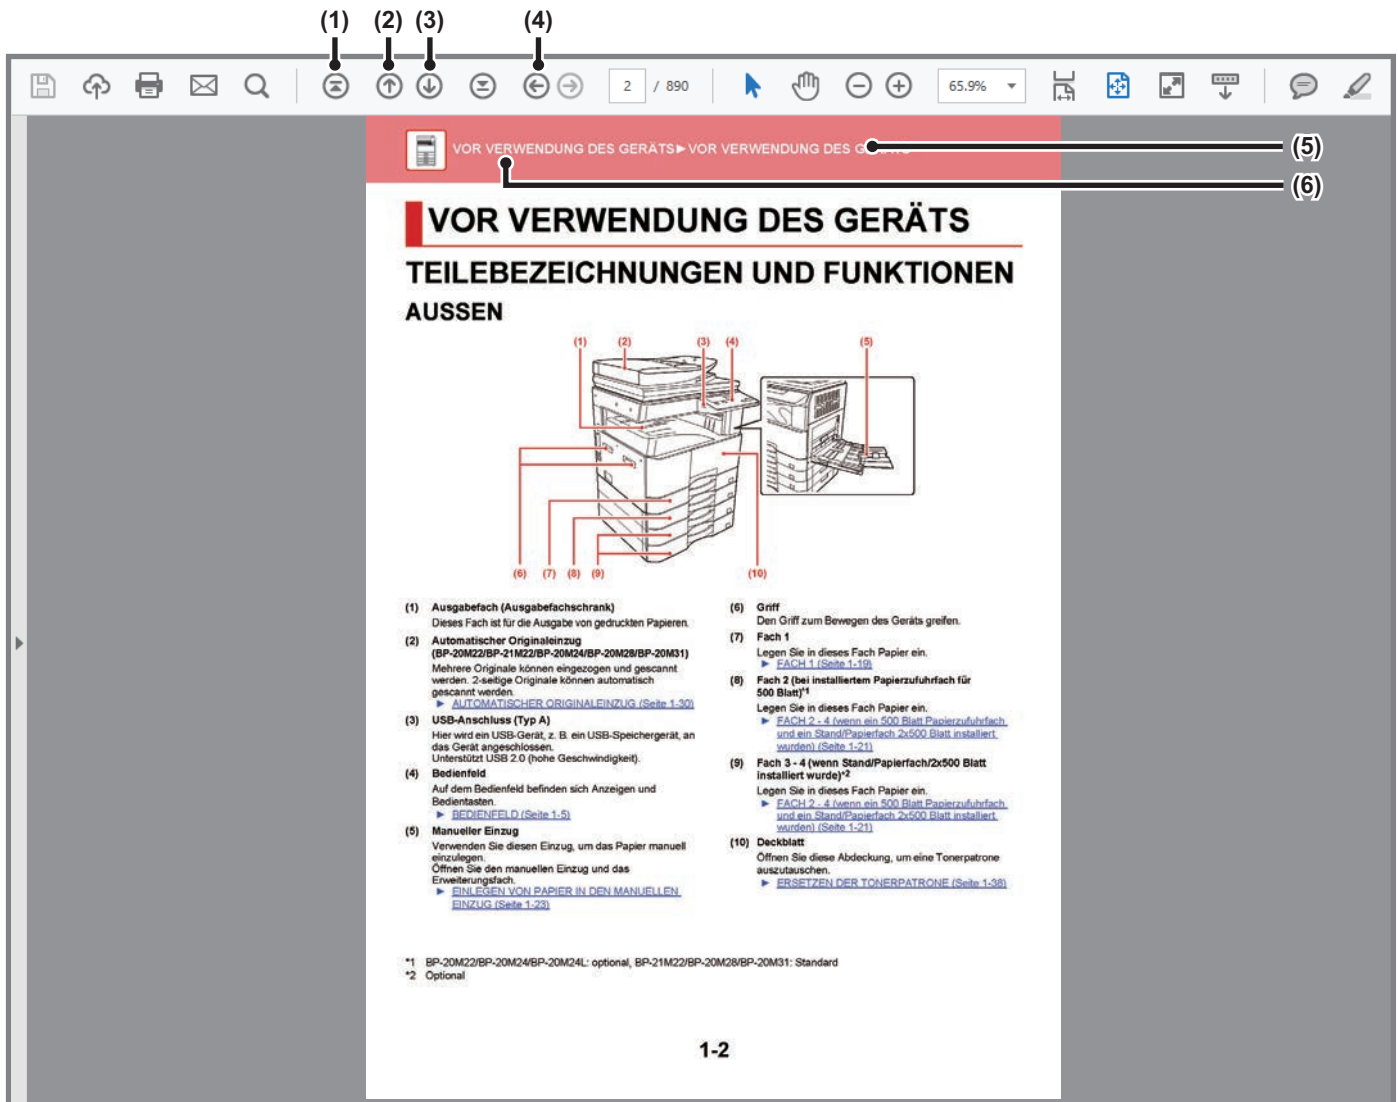 (1) (2) (3) (4)
2 / 890 65.9%
VOR VERWENDUNG DES GERÄTS►VOR VERWENDUNG DES
(5)
(6)
VOR VERWENDUNG DES GERÄTS
TEILEBEZEICHNUNGEN UND FUNKTIONEN
AUSSEN
(1) (2) (3) (4) (5)
(6) (7) (8) (9) (10)
(1) Ausgabefach (Ausgabefachschrank)
Dieses Fach ist für die Ausgabe von gedruckten Papieren.
(2) Automatischer Originaleinzug
(BP-20M22/BP-21M22/BP-20M24/BP-20M28/BP-20M31)
Mehrere Originale können eingezogen und gescannt
werden. 2-seitige Originale können automatisch
gescannt werden.
► AUTOMATISCHER ORIGINALEINZUG (Seite 1-30)
(3) USB-Anschluss (Typ A)
Hier wird ein USB-Gerät, z. B. ein USB-Speichergerät, an
das Gerät angeschlossen.
Unterstützt USB 2.0 (hohe Geschwindigkeit).
(4) Bedienfeld
Auf dem Bedienfeld befinden sich Anzeigen und
Bedientasten.
► BEDIENFELD (Seite 1-5)
(5) Manueller Einzug
Verwenden Sie diesen Einzug, um das Papier manuell
einzulegen.
Öffnen Sie den manuellen Einzug und das
Erweiterungsfach.
► EINLEGEN VON PAPIER IN DEN MANUELLEN
EINZUG (Seite 1-23)
(6) Griff
Den Griff zum Bewegen des Geräts greifen.
(7) Fach 1
Legen Sie in dieses Fach Papier ein.
► FACH 1 (Seite 1-19)
(8) Fach 2 (bei installiertem Papierzufuhrfach für
500 Blatt)*1
Legen Sie in dieses Fach Papier ein.
► FACH 2 - 4 (wenn ein 500 Blatt Papierzufuhrfach
und ein Stand/Papierfach 2x500 Blatt installiert
wurden) (Seite 1-21)
(9) Fach 3 - 4 (wenn Stand/Papierfach/2x500 Blatt
installiert wurde)*2
Legen Sie in dieses Fach Papier ein.
► FACH 2 - 4 (wenn ein 500 Blatt Papierzufuhrfach
und ein Stand/Papierfach 2x500 Blatt installiert
wurden) (Seite 1-21)
(10) Deckblatt
Öffnen Sie diese Abdeckung, um eine Tonerpatrone
auszutauschen.
► ERSETZEN DER TONERPATRONE (Seite 1-38)
*1 BP-20M22/BP-20M24/BP-20M24L: optional, BP-21M22/BP-20M28/BP-20M31: Standard
*2 Optional
1-2